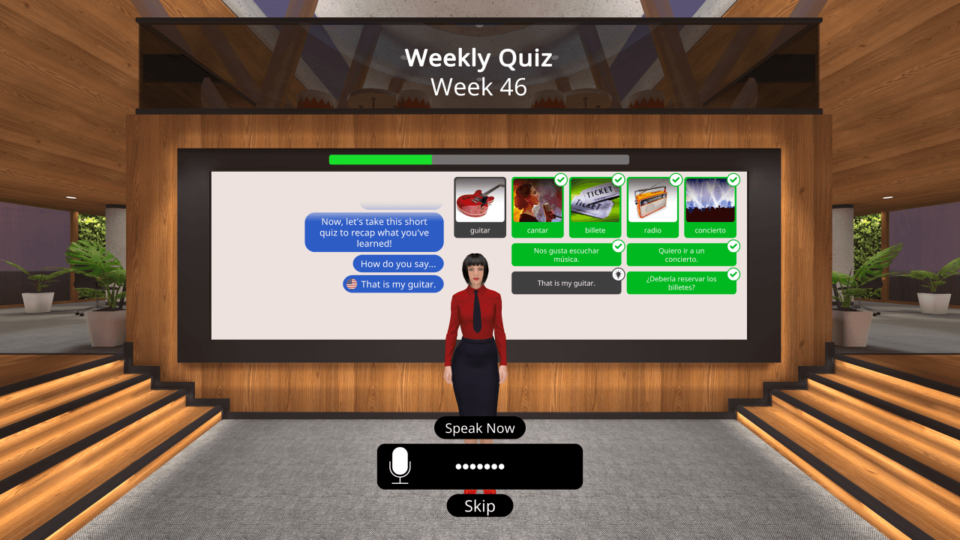 Weekly Quiz
Week 46
Now, let's take this short
quiz to recap what you've
learned!
How do you say...
That is my guitar.
guitar
cantar
TICKET
TICKET
billete
radio
concierto
Nos gusta escuchar
música.
Quiero ir a un
concierto.
That is my guitar.
¿Debería reservar los
billetes?
Speak Now
•••••••
Skip